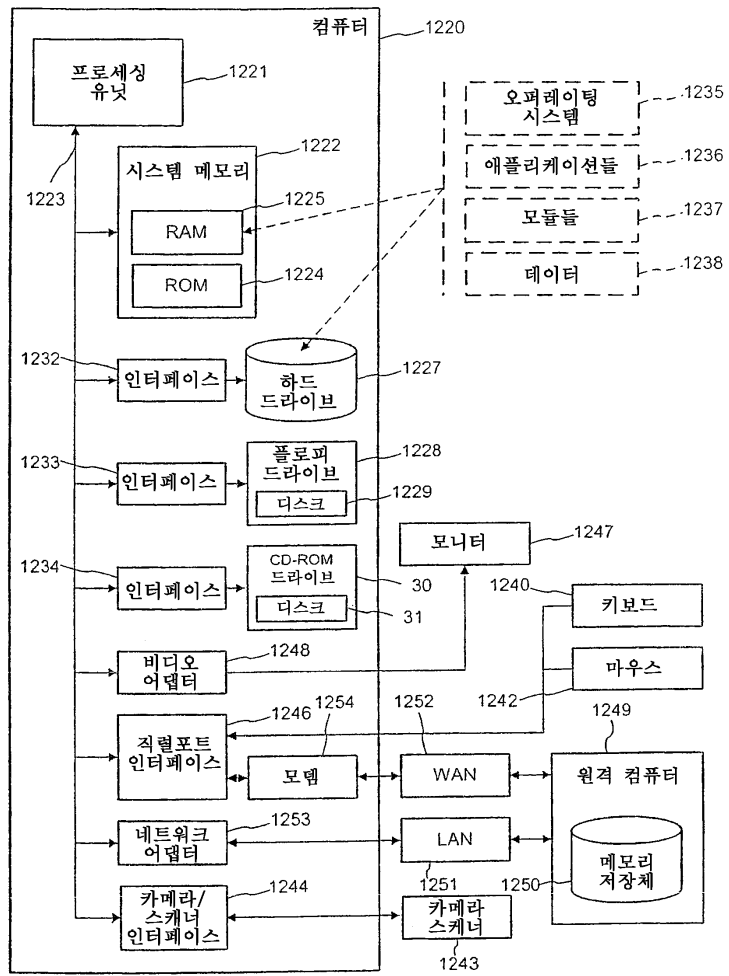 컴퓨터
1220
프로세싱
유닛
1221
1223
시스템 메모리
1222
RAM
1225
ROM
1224
오퍼레이팅
시스템
1235
애플리케이션들
1236
모듈들
1237
데이터
1238
1232
인터페이스
하드
드라이브
1227
1233
인터페이스
플로피
드라이브
1228
디스크
1229
1234
인터페이스
CD-ROM
드라이브
30
디스크
31
모니터
1247
1240
키보드
마우스
1242
비디오
어댑터
1248
직렬포트
인터페이스
1246
1254
모뎀
1252
WAN
1249
원격 컴퓨터
네트워크
어댑터
1253
LAN
1251
1250
메모리
저장체
카메라/
스캐너
인터페이스
1244
카메라
스케너
1243